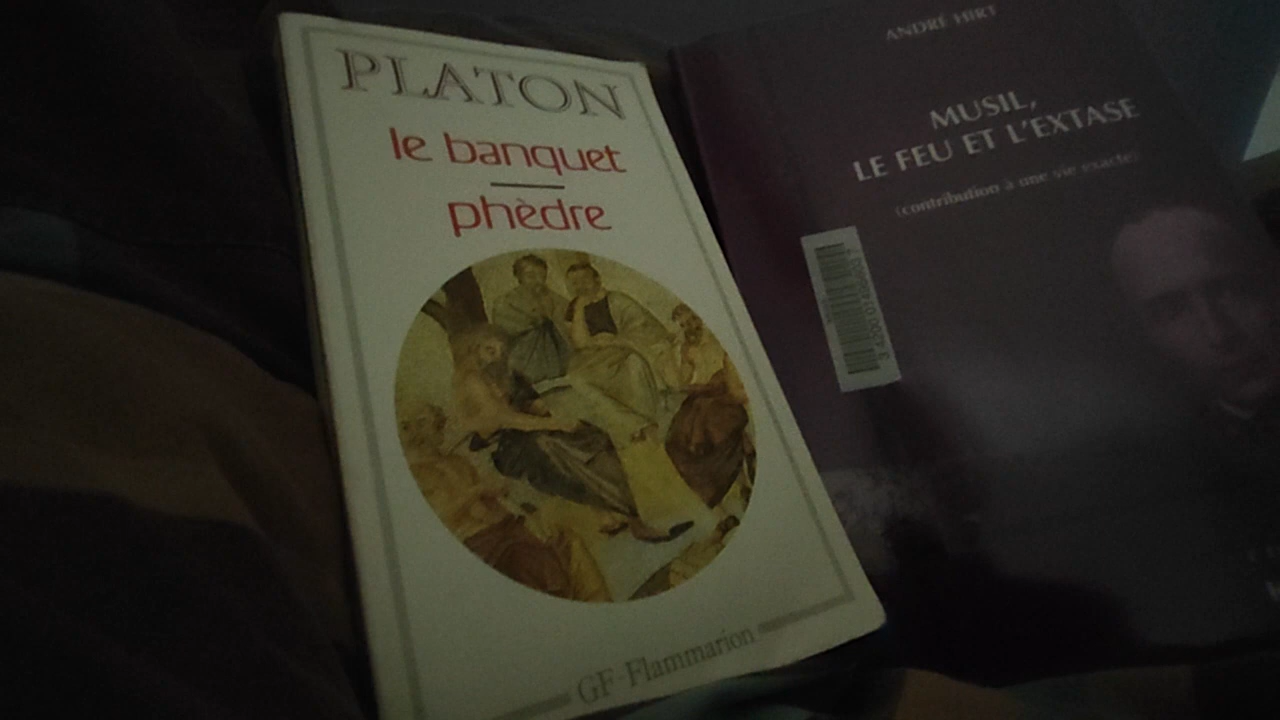 PLATON
le banquet
phèdre
GF-Flammarion
ANDRÉ HIRT
MUSIL,
LE FEU ET L'EXTASE
(contribution à une vie exacte)